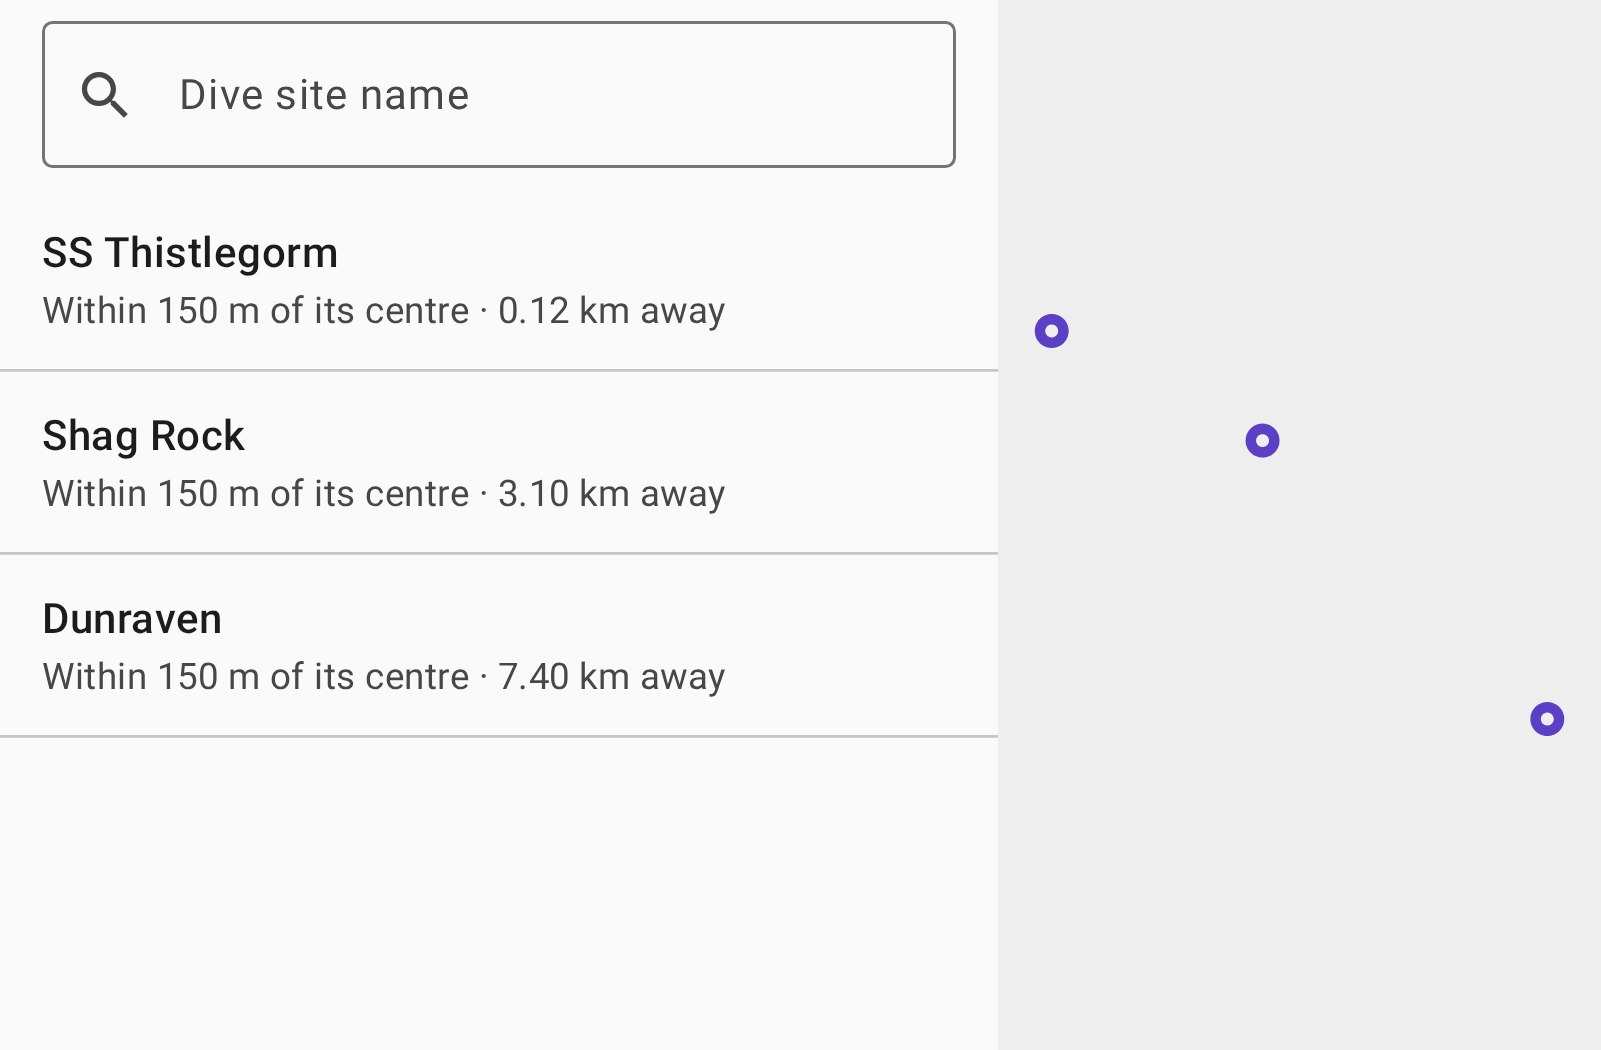 Dive site name
SS Thistlegorm
Within 150 m of its centre · 0.12 km away
Shag Rock
Within 150 m of its centre · 3.10 km away
Dunraven
Within 150 m of its centre · 7.40 km away